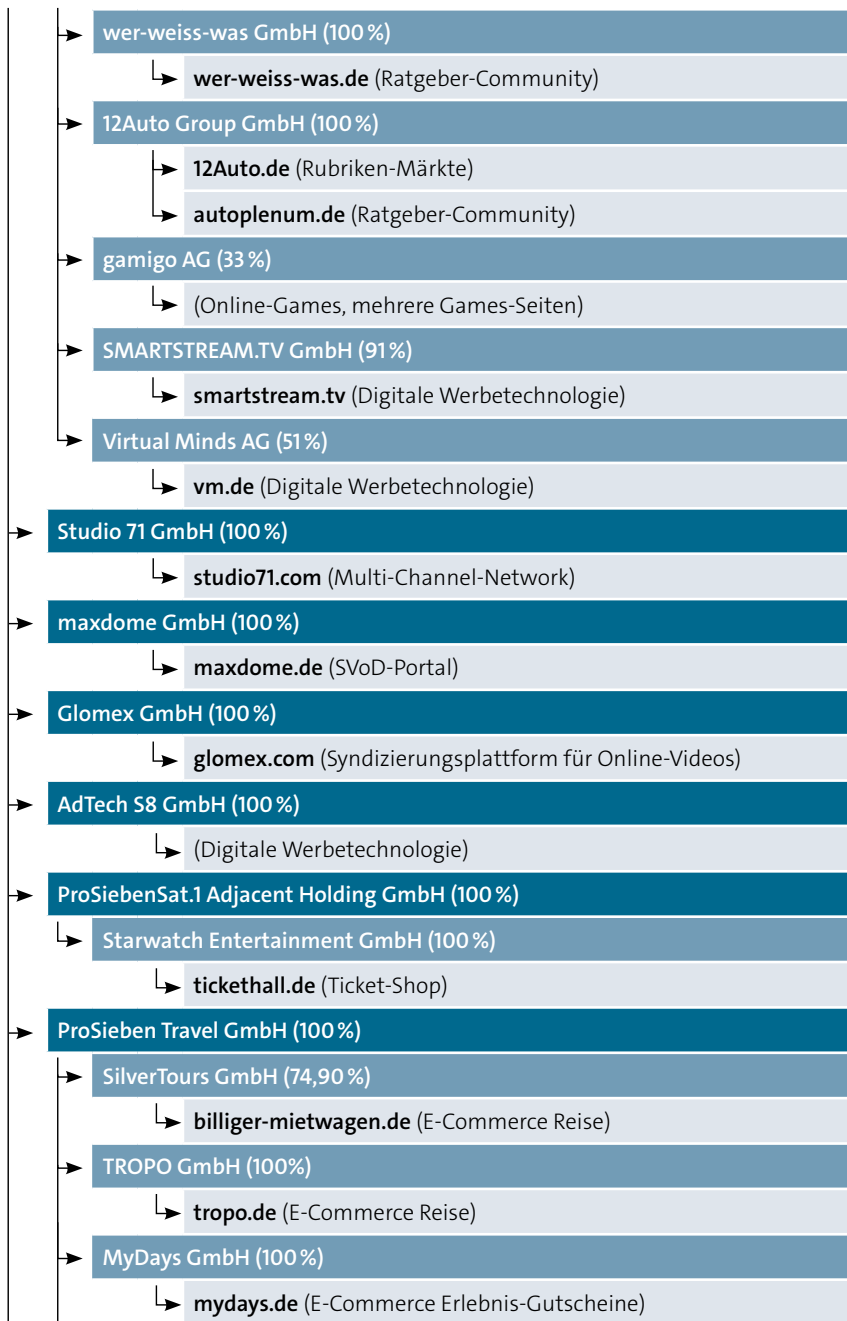 wer-weiss-was GmbH (100 %)
wer-weiss-was.de (Ratgeber-Community)
12Auto Group GmbH (100 %)
12Auto.de (Rubriken-Märkte)
autoplenum.de (Ratgeber-Community)
gamigo AG (33 %)
(Online-Games, mehrere Games-Seiten)
SMARTSTREAM.TV GmbH (91 %)
smartstream.tv (Digitale Werbetechnologie)
Virtual Minds AG (51 %)
vm.de (Digitale Werbetechnologie)
Studio 71 GmbH (100 %)
studio71.com (Multi-Channel-Network)
maxdome GmbH (100 %)
maxdome.de (SVoD-Portal)
Glomex GmbH (100 %)
glomex.com (Syndizierungsplattform für Online-Videos)
AdTech S8 GmbH (100 %)
(Digitale Werbetechnologie)
ProSiebenSat.1 Adjacent Holding GmbH (100 %)
Starwatch Entertainment GmbH (100 %)
tickethall.de (Ticket-Shop)
ProSieben Travel GmbH (100 %)
SilverTours GmbH (74,90 %)
billiger-mietwagen.de (E-Commerce Reise)
TROPO GmbH (100%)
tropo.de (E-Commerce Reise)
MyDays GmbH (100 %)
mydays.de (E-Commerce Erlebnis-Gutscheine)